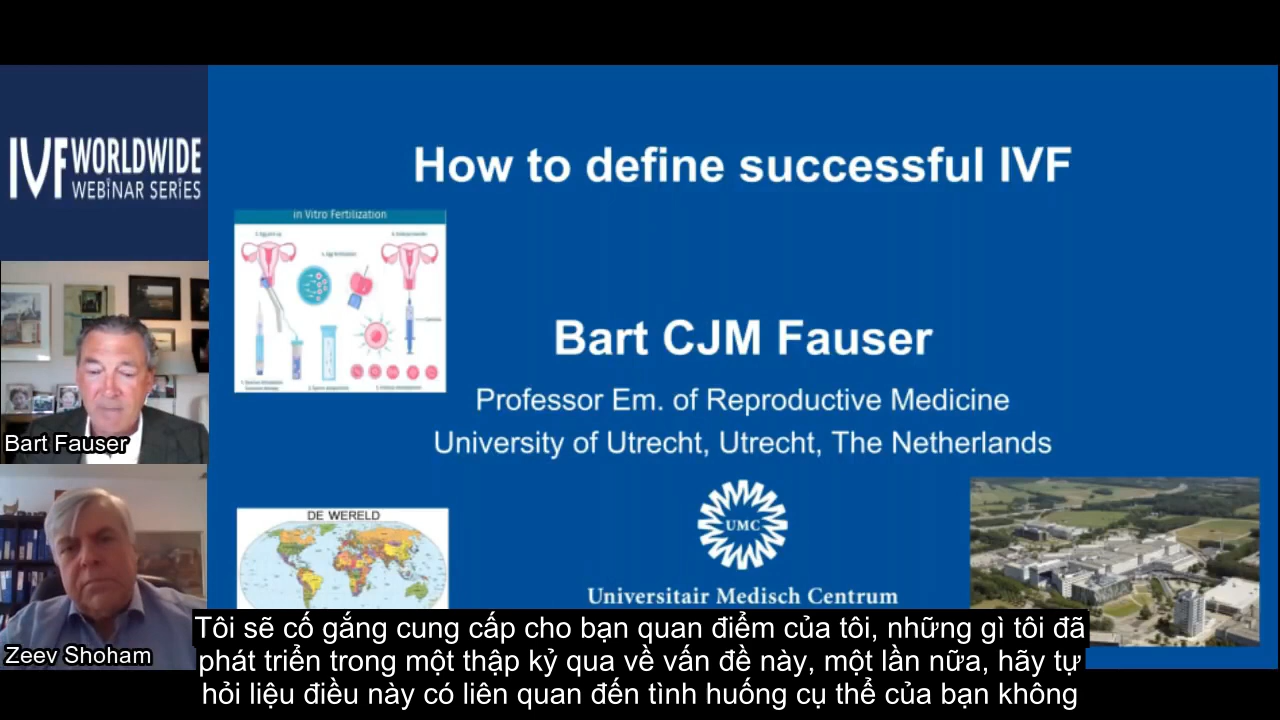 IVF WORLDWIDE
WEBINAR SERIES
How to define successful IVF
in Vitro Fertilization
Bart CJM Fauser
Professor Em. of Reproductive Medicine
University of Utrecht, Utrecht, The Netherlands
Bart Fauser
DE WERELD
UMC
Universitair Medisch Centrum
Zeev Shoham
Tôi sẽ cố gắng cung cấp cho bạn quan điểm của tôi, những gì tôi đã
phát triển trong một thập kỷ qua về vấn đề này, một lần nữa, hãy tự
hỏi liệu điều này có liên quan đến tình huống cụ thể của bạn không